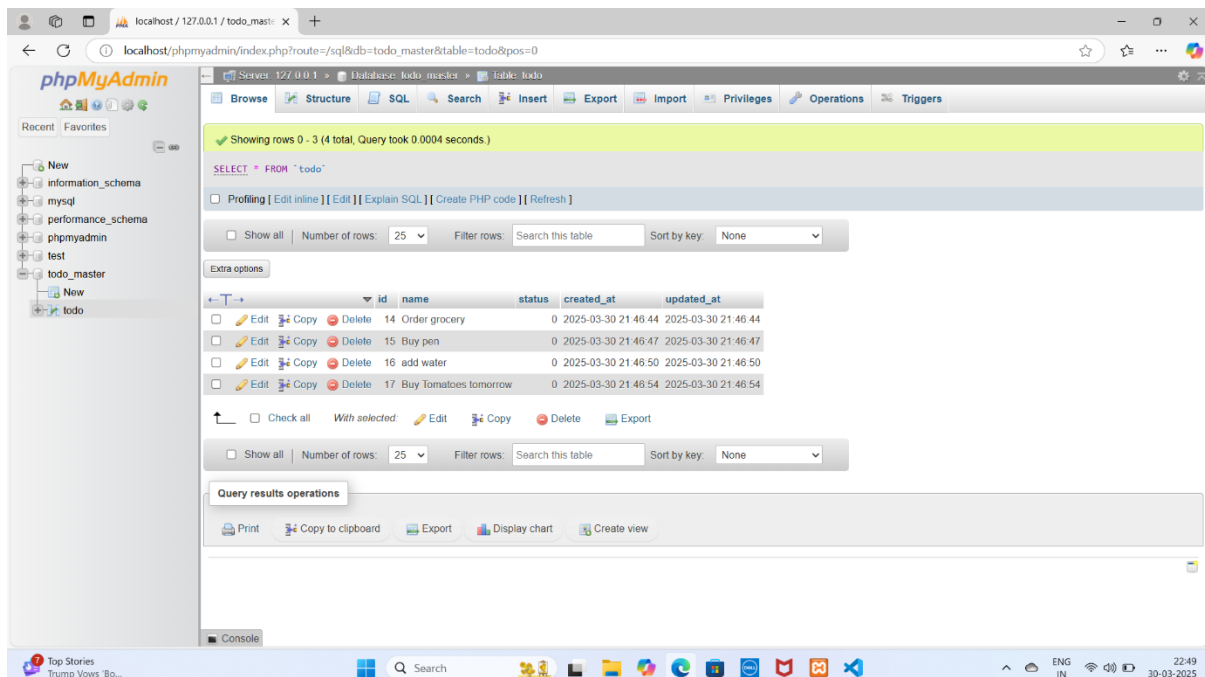 localhost / 127.0.0.1 / todo_maste
localhost/phpmyadmin/index.php?route=/sql&db=todo_master&table=todo&pos=0
phpMyAdmin
Recent Favorites
New
information_schema
mysql
performance_schema
phpmyadmin
test
todo_master
New
todo
Server: 127.0.0.1 » Database: todo_master » Table: todo
Browse Structure SQL Search Insert Export Import Privileges Operations Triggers
Showing rows 0 - 3 (4 total, Query took 0.0004 seconds.)
SELECT * FROM `todo`
Profiling [ Edit inline ] [ Edit ] [ Explain SQL ] [ Create PHP code ] [ Refresh ]
Show all | Number of rows: 25 Filter rows: Search this table Sort by key: None
Extra options
←T→ id name status created_at updated_at
Edit Copy Delete 14 Order grocery 0 2025-03-30 21:46:44 2025-03-30 21:46:44
Edit Copy Delete 15 Buy pen 0 2025-03-30 21:46:47 2025-03-30 21:46:47
Edit Copy Delete 16 add water 0 2025-03-30 21:46:50 2025-03-30 21:46:50
Edit Copy Delete 17 Buy Tomatoes tomorrow 0 2025-03-30 21:46:54 2025-03-30 21:46:54
Check all With selected: Edit Copy Delete Export
Show all | Number of rows: 25 Filter rows: Search this table Sort by key: None
Query results operations
Print Copy to clipboard Export Display chart Create view
Console
7
Top Stories
Trump Vows 'Bo...
Search
DELL
ENG
IN
22:49
30-03-2025